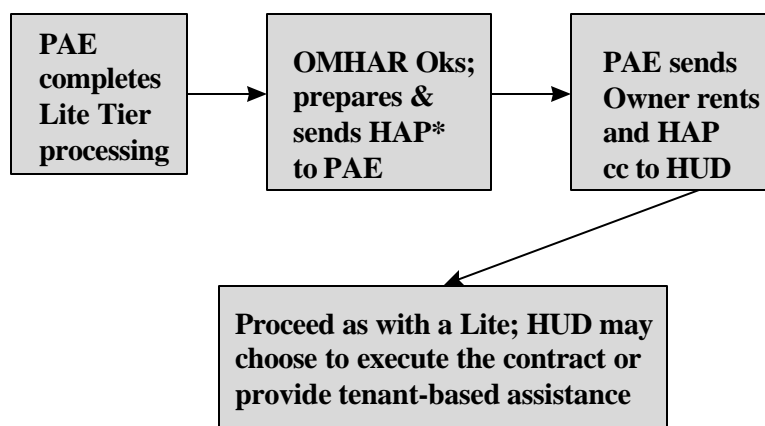 PAE
completes
Lite Tier
processing
OMHAR Oks;
prepares &
sends HAP*
to PAE
PAE sends
Owner rents
and HAP
cc to HUD
Proceed as with a Lite; HUD may
choose to execute the contract or
provide tenant-based assistance